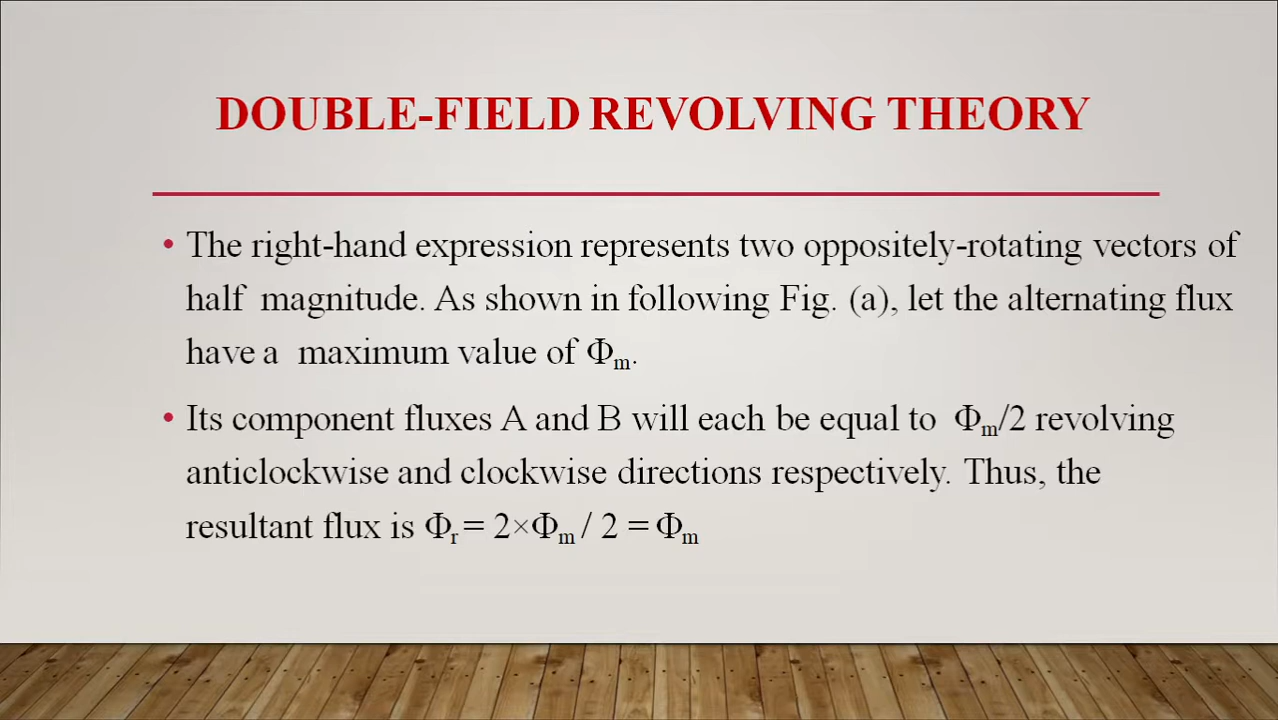 DOUBLE-FIELD REVOLVING THEORY
• The right-hand expression represents two oppositely-rotating vectors of
half magnitude. As shown in following Fig. (a), let the alternating flux
have a maximum value of Φₘ.
• Its component fluxes A and B will each be equal to Φₘ/2 revolving
anticlockwise and clockwise directions respectively. Thus, the
resultant flux is Φᵣ = 2×Φₘ / 2 = Φₘ